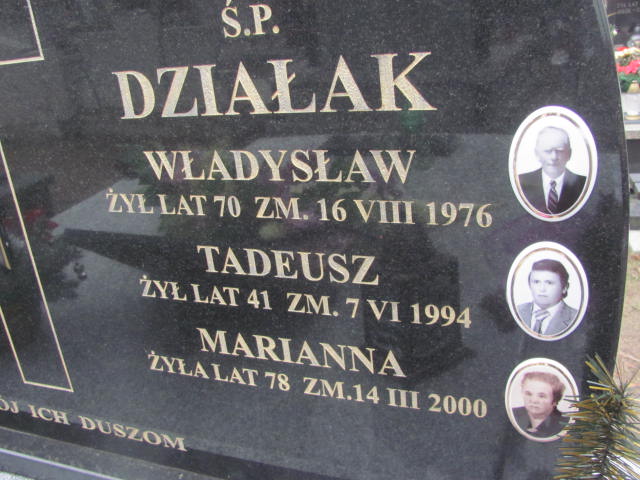 Ś.P.
DZIAŁAK
WŁADYSŁAW
ŻYŁ LAT 70 ZM. 16 VIII 1976
TADEUSZ
ŻYŁ LAT 41 ZM. 7 VI 1994
MARIANNA
ŻYŁA LAT 78 ZM.14 III 2000
ÓJ ICH DUSZOM